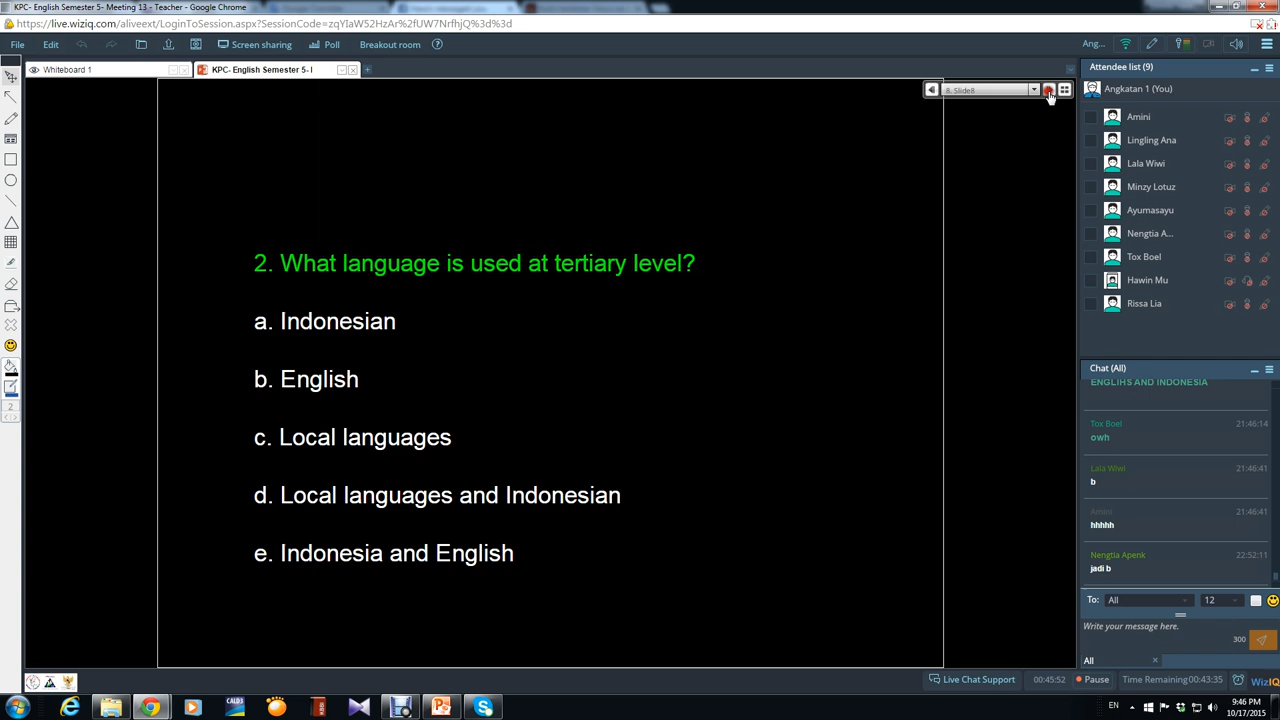 KPC- English Semester 5- Meeting 13 - Teacher - Google Chrome
https://live.wiziq.com/aliveext/LoginToSession.aspx?SessionCode=zqYIaW52HzAr%2fUW7NrfhjQ%3d%3d
File Edit Screen sharing Poll Breakout room ? Ang...
Whiteboard 1 KPC- English Semester 5- I
8. Slide8
2. What language is used at tertiary level?
a. Indonesian
b. English
c. Local languages
d. Local languages and Indonesian
e. Indonesia and English
2
Attendee list (9)
Angkatan 1 (You)
Amini
Lingling Ana
Lala Wiwi
Minzy Lotuz
Ayumasayu
Nengtia A...
Tox Boel
Hawin Mu
Rissa Lia
Chat (All)
ENGLIHS AND INDONESIA
Tox Boel 21:46:14
owh
Lala Wiwi 21:46:41
b
Amini 21:46:41
hhhhh
Nengtia Apenk 22:52:11
jadi b
To: All 12
Write your message here.
300
All
Live Chat Support 00:45:52 Pause Time Remaining 00:43:35 WizIQ
CALD3
EN 9:46 PM
10/17/2015